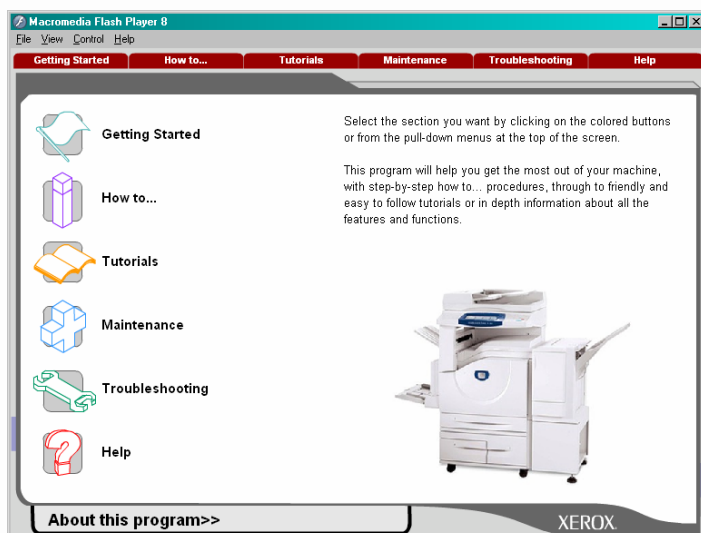 Macromedia Flash Player 8
File View Control Help
Getting Started How to... Tutorials Maintenance Troubleshooting Help
Getting Started
How to...
Tutorials
Maintenance
Troubleshooting
Help
Select the section you want by clicking on the colored buttons
or from the pull-down menus at the top of the screen.
This program will help you get the most out of your machine,
with step-by-step how to... procedures, through to friendly and
easy to follow tutorials or in depth information about all the
features and functions.
About this program>>
XEROX